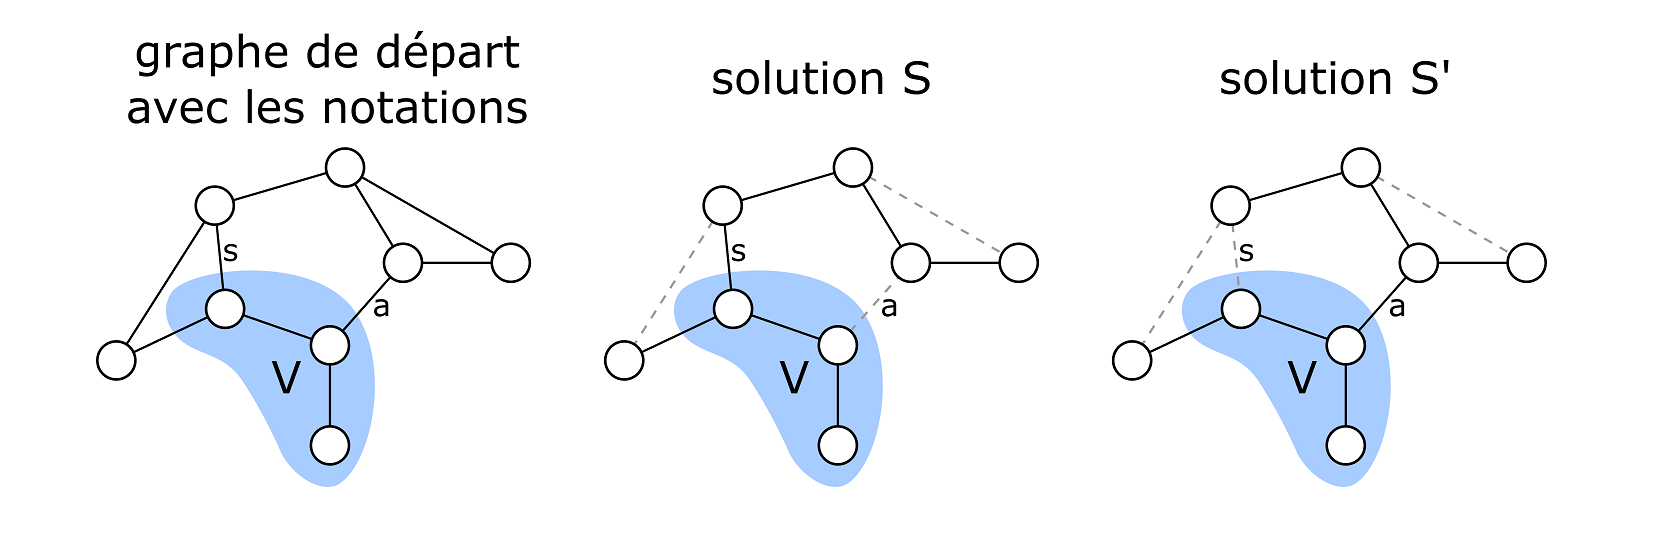 graphe de départ
avec les notations
solution S
solution S'
s
a
V
s
a
V
s
a
V